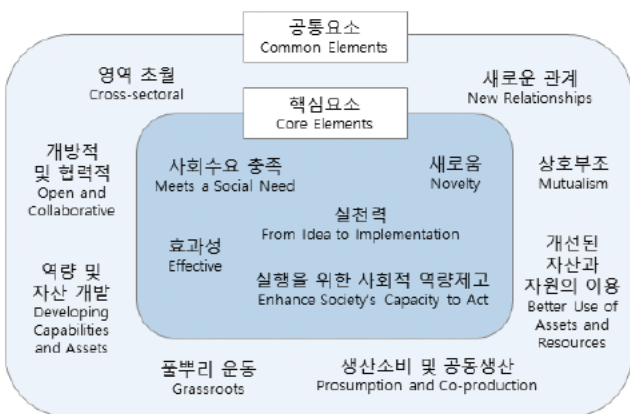 공통요소
Common Elements
영역 초월
Cross-sectoral
새로운 관계
New Relationships
핵심요소
Core Elements
개방적
및 협력적
Open and
Collaborative
사회수요 충족
Meets a Social Need
새로움
Novelty
상호부조
Mutualism
실천력
From Idea to Implementation
효과성
Effective
실행을 위한 사회적 역량제고
Enhance Society's Capacity to Act
역량 및
자산 개발
Developing
Capabilities
and Assets
개선된
자산과
자원의 이용
Better Use of
Assets and
Resources
풀뿌리 운동
Grassroots
생산소비 및 공동생산
Prosumption and Co-production